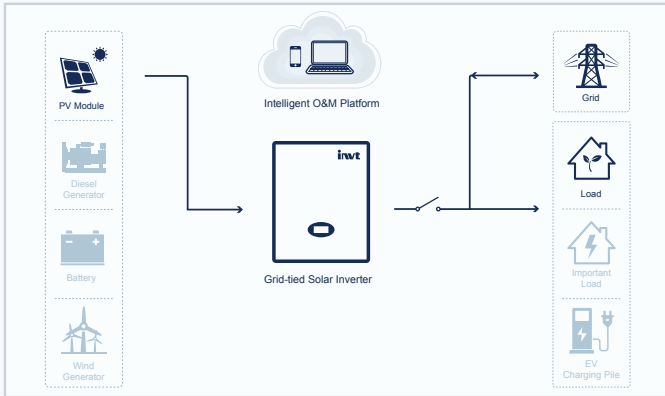 PV Module
Diesel
Generator
Battery
Wind
Generator
Intelligent O&M Platform
invt
Grid-tied Solar Inverter
Grid
Load
Important
Load
EV
Charging Pile